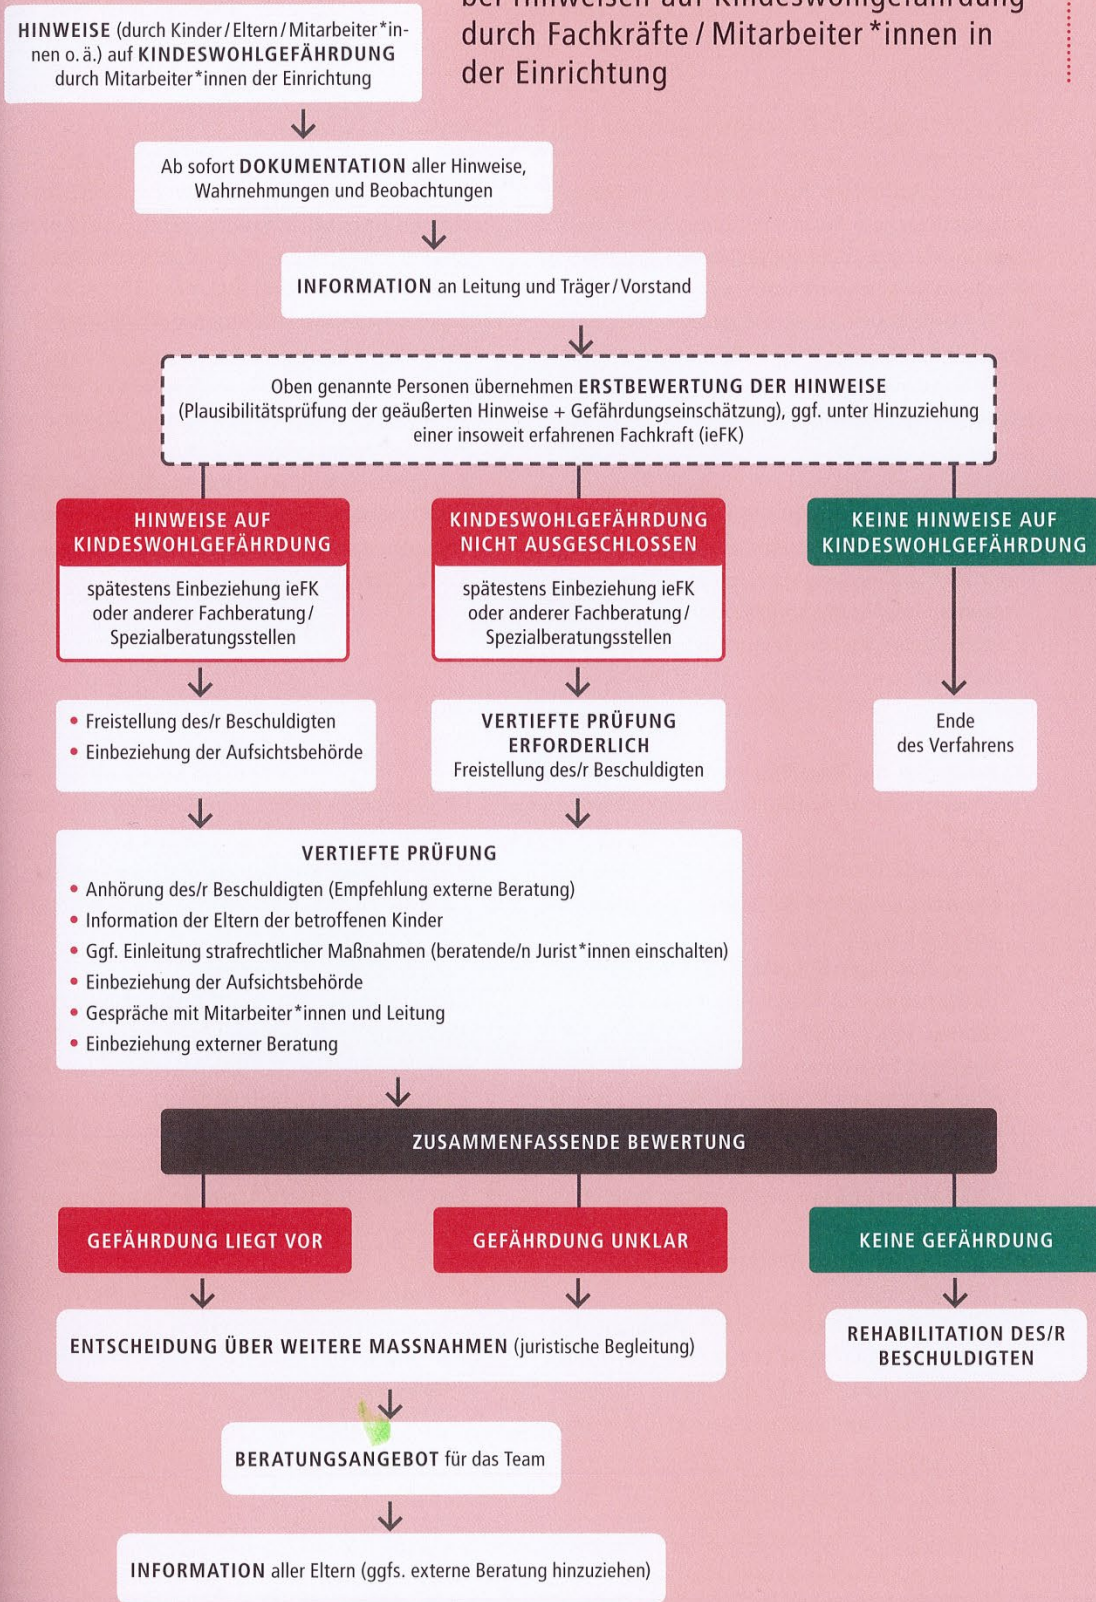 bei Hinweisen auf Kindeswohlgefährdung
durch Fachkräfte / Mitarbeiter*innen in
der Einrichtung
HINWEISE (durch Kinder/Eltern/Mitarbeiter*in-
nen o. ä.) auf KINDESWOHLGEFÄHRDUNG
durch Mitarbeiter*innen der Einrichtung
Ab sofort DOKUMENTATION aller Hinweise,
Wahrnehmungen und Beobachtungen
INFORMATION an Leitung und Träger/Vorstand
Oben genannte Personen übernehmen ERSTBEWERTUNG DER HINWEISE
(Plausibilitätsprüfung der geäußerten Hinweise + Gefährdungseinschätzung), ggf. unter Hinzuziehung
einer insoweit erfahrenen Fachkraft (ieFK)
HINWEISE AUF
KINDESWOHLGEFÄHRDUNG
spätestens Einbeziehung ieFK
oder anderer Fachberatung/
Spezialberatungsstellen
KINDESWOHLGEFÄHRDUNG
NICHT AUSGESCHLOSSEN
spätestens Einbeziehung ieFK
oder anderer Fachberatung/
Spezialberatungsstellen
KEINE HINWEISE AUF
KINDESWOHLGEFÄHRDUNG
• Freistellung des/r Beschuldigten
• Einbeziehung der Aufsichtsbehörde
VERTIEFTE PRÜFUNG
ERFORDERLICH
Freistellung des/r Beschuldigten
Ende
des Verfahrens
VERTIEFTE PRÜFUNG
• Anhörung des/r Beschuldigten (Empfehlung externe Beratung)
• Information der Eltern der betroffenen Kinder
• Ggf. Einleitung strafrechtlicher Maßnahmen (beratende/n Jurist*innen einschalten)
• Einbeziehung der Aufsichtsbehörde
• Gespräche mit Mitarbeiter*innen und Leitung
• Einbeziehung externer Beratung
ZUSAMMENFASSENDE BEWERTUNG
GEFÄHRDUNG LIEGT VOR
GEFÄHRDUNG UNKLAR
KEINE GEFÄHRDUNG
ENTSCHEIDUNG ÜBER WEITERE MASSNAHMEN (juristische Begleitung)
REHABILITATION DES/R
BESCHULDIGTEN
BERATUNGSANGEBOT für das Team
INFORMATION aller Eltern (ggfs. externe Beratung hinzuziehen)